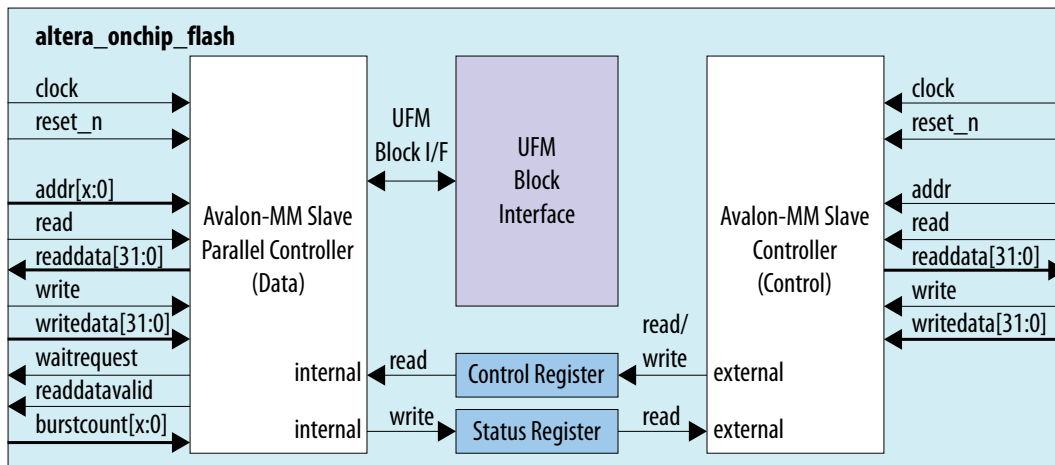 altera_onchip_flash
clock
reset_n
addr[x:0]
read
readdata[31:0]
write
writedata[31:0]
waitrequest
readdatavalid
burstcount[x:0]
Avalon-MM Slave
Parallel Controller
(Data)
internal
internal
UFM
Block I/F
UFM
Block
Interface
read
Control Register
read/
write
write
Status Register
read
Avalon-MM Slave
Controller
(Control)
external
external
clock
reset_n
addr
read
readdata[31:0]
write
writedata[31:0]